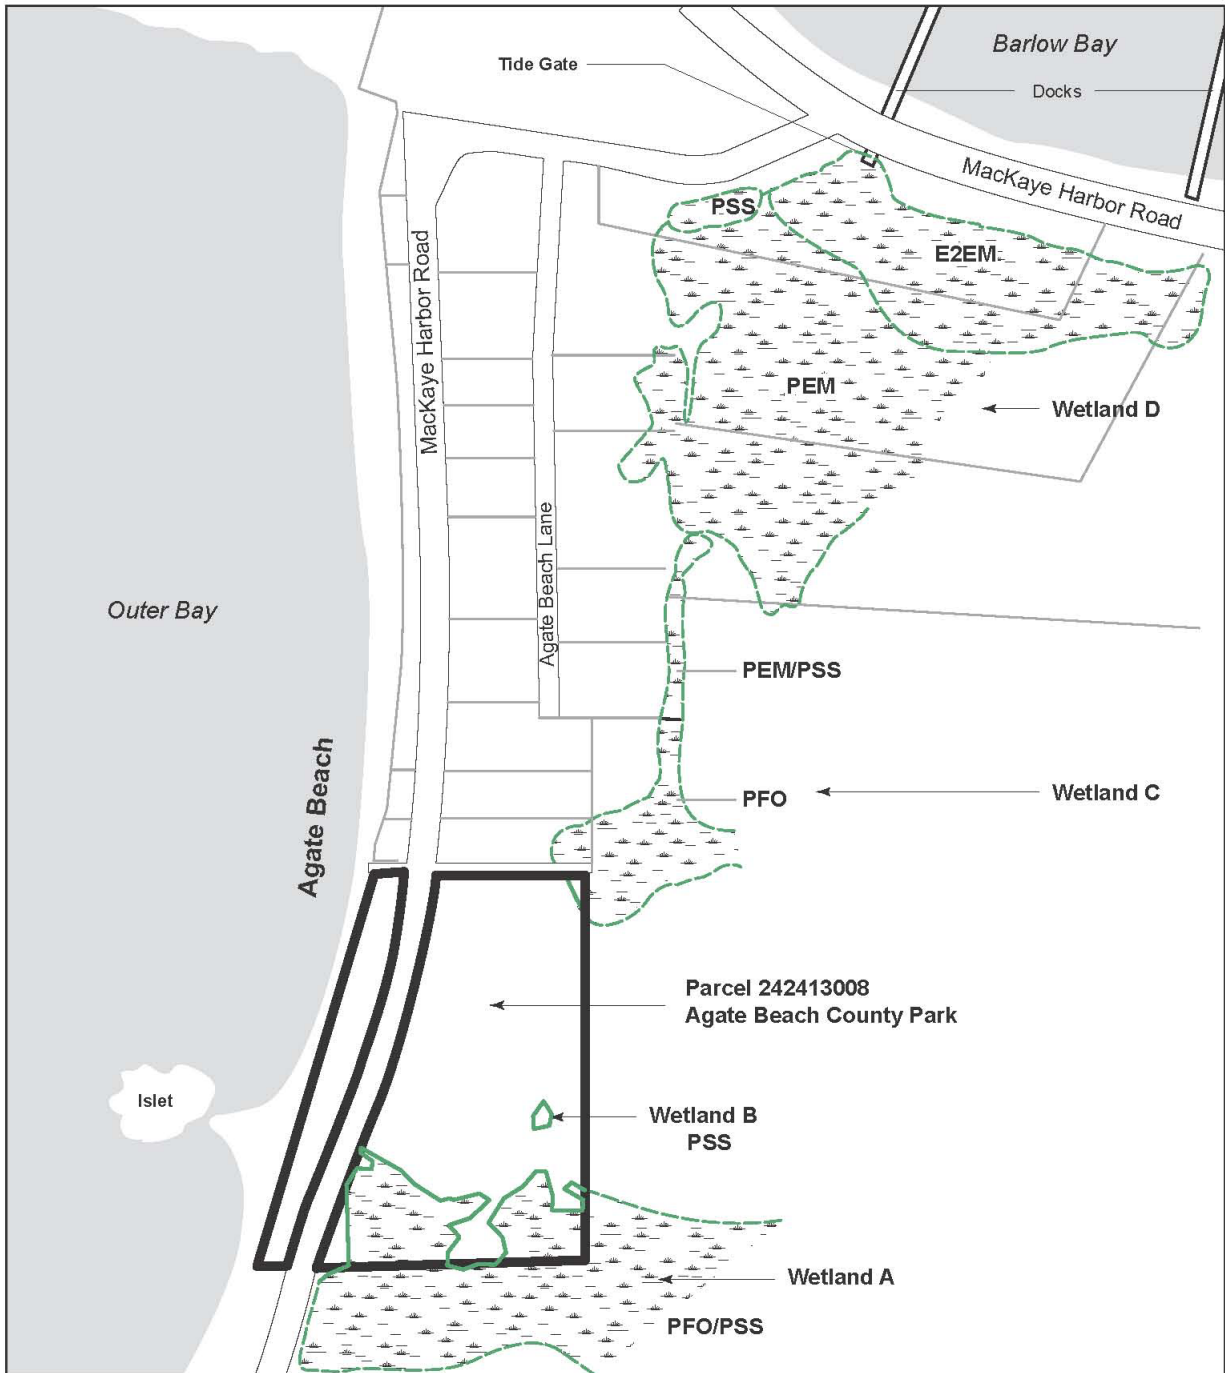 Barlow Bay
Tide Gate
Docks
MacKaye Harbor Road
PSS
E2EM
MacKaye Harbor Road
PEM
Wetland D
Agate Beach Lane
Outer Bay
PEM/PSS
Agate Beach
PFO
Wetland C
Parcel 242413008
Agate Beach County Park
Islet
Wetland B
PSS
Wetland A
PFO/PSS